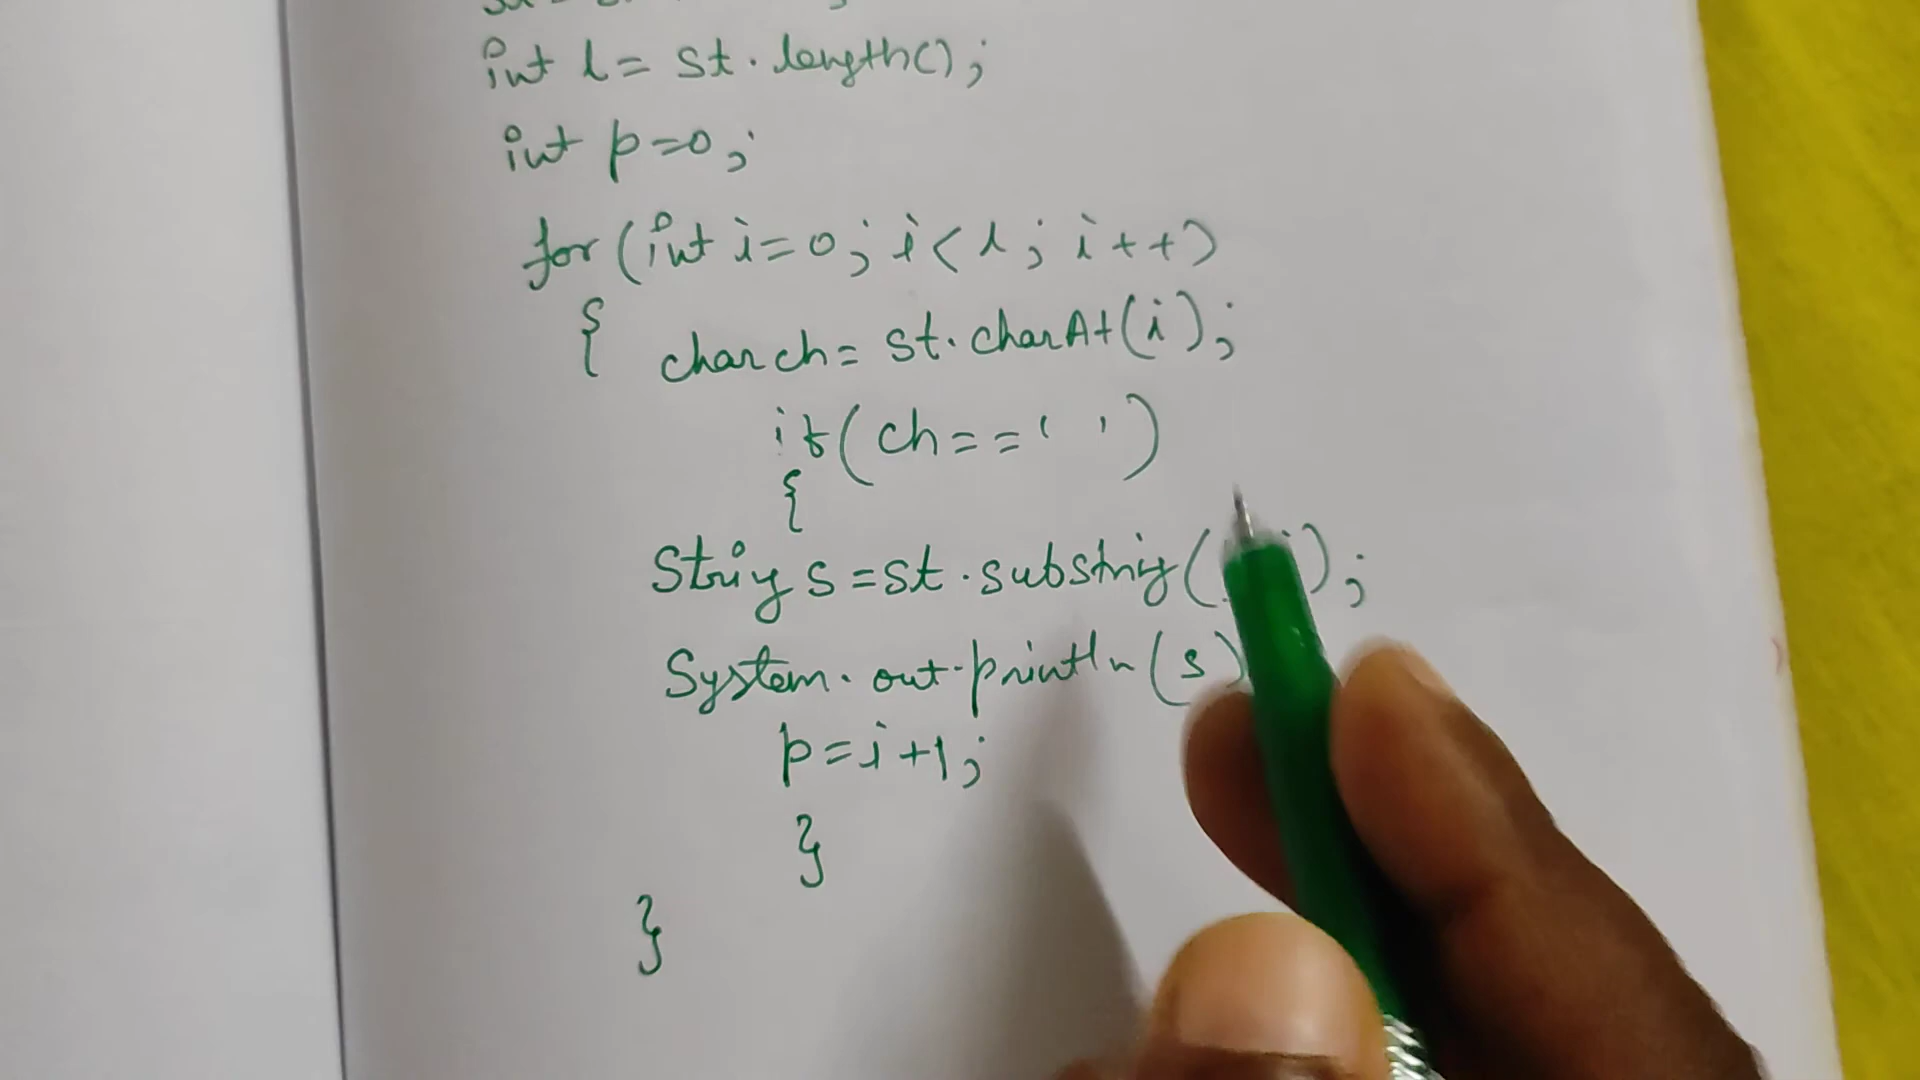 int l = st.length();
int p=0;
for (int i=0; i<l; i++)
{ char ch= st.charAt(i);
if(ch==' ')
{
String s=st.substring( );
System.out.println(s)
p=i+1;
}
}